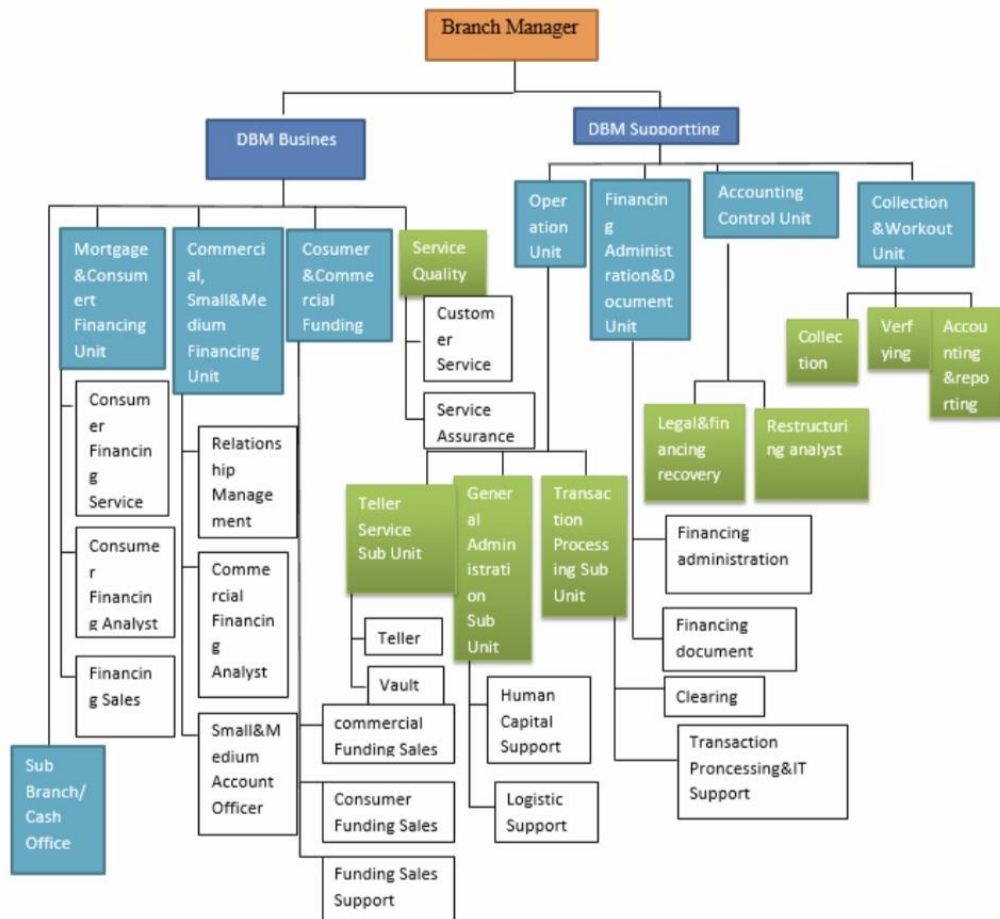 Branch Manager
DBM Busines
DBM Supportting
Sub
Branch/
Cash
Office
Mortgage
&Consum
ert
Financing
Unit
Consum
er
Financin
g
Service
Consume
r
Financin
g Analyst
Financin
g Sales
Commerci
al,
Small&Me
dium
Financing
Unit
Relations
hip
Manage
ment
Comme
rcial
Financin
g
Analyst
Small&M
edium
Account
Officer
Cosumer
&Comme
rcial
Funding
commercial
Funding Sales
Consumer
Funding Sales
Funding Sales
Support
Service
Quality
Custom
er
Service
Service
Assurance
Oper
ation
Unit
Teller
Service
Sub Unit
Teller
Vault
Gener
al
Admin
istrati
on
Sub
Unit
Human
Capital
Support
Logistic
Support
Transac
tion
Process
ing Sub
Unit
Clearing
Transaction
Proncessing&IT
Support
Financin
g
Administ
ration&D
ocument
Unit
Financing
administration
Financing
document
Accounting
Control Unit
Legal&fin
ancing
recovery
Restructuri
ng analyst
Collection
&Workout
Unit
Collec
tion
Verf
ying
Accou
nting
&repo
rting